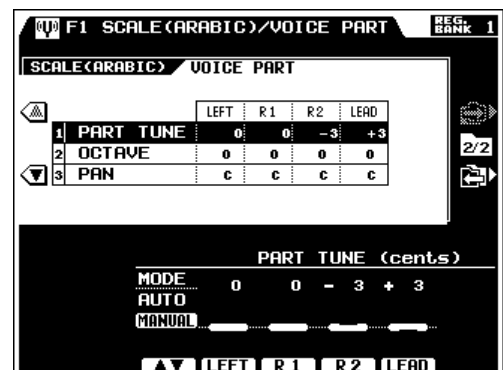 F1 SCALE(ARABIC)/VOICE PART
REG. BANK 1
SCALE(ARABIC) VOICE PART
LEFT R1 R2 LEAD
1 PART TUNE 0 0 -3 +3
2 OCTAVE 0 0 0 0
2/2
3 PAN C C C C
PART TUNE (cents)
MODE 0 0 - 3 + 3
AUTO
MANUAL
▲▼ LEFT R1 R2 LEAD